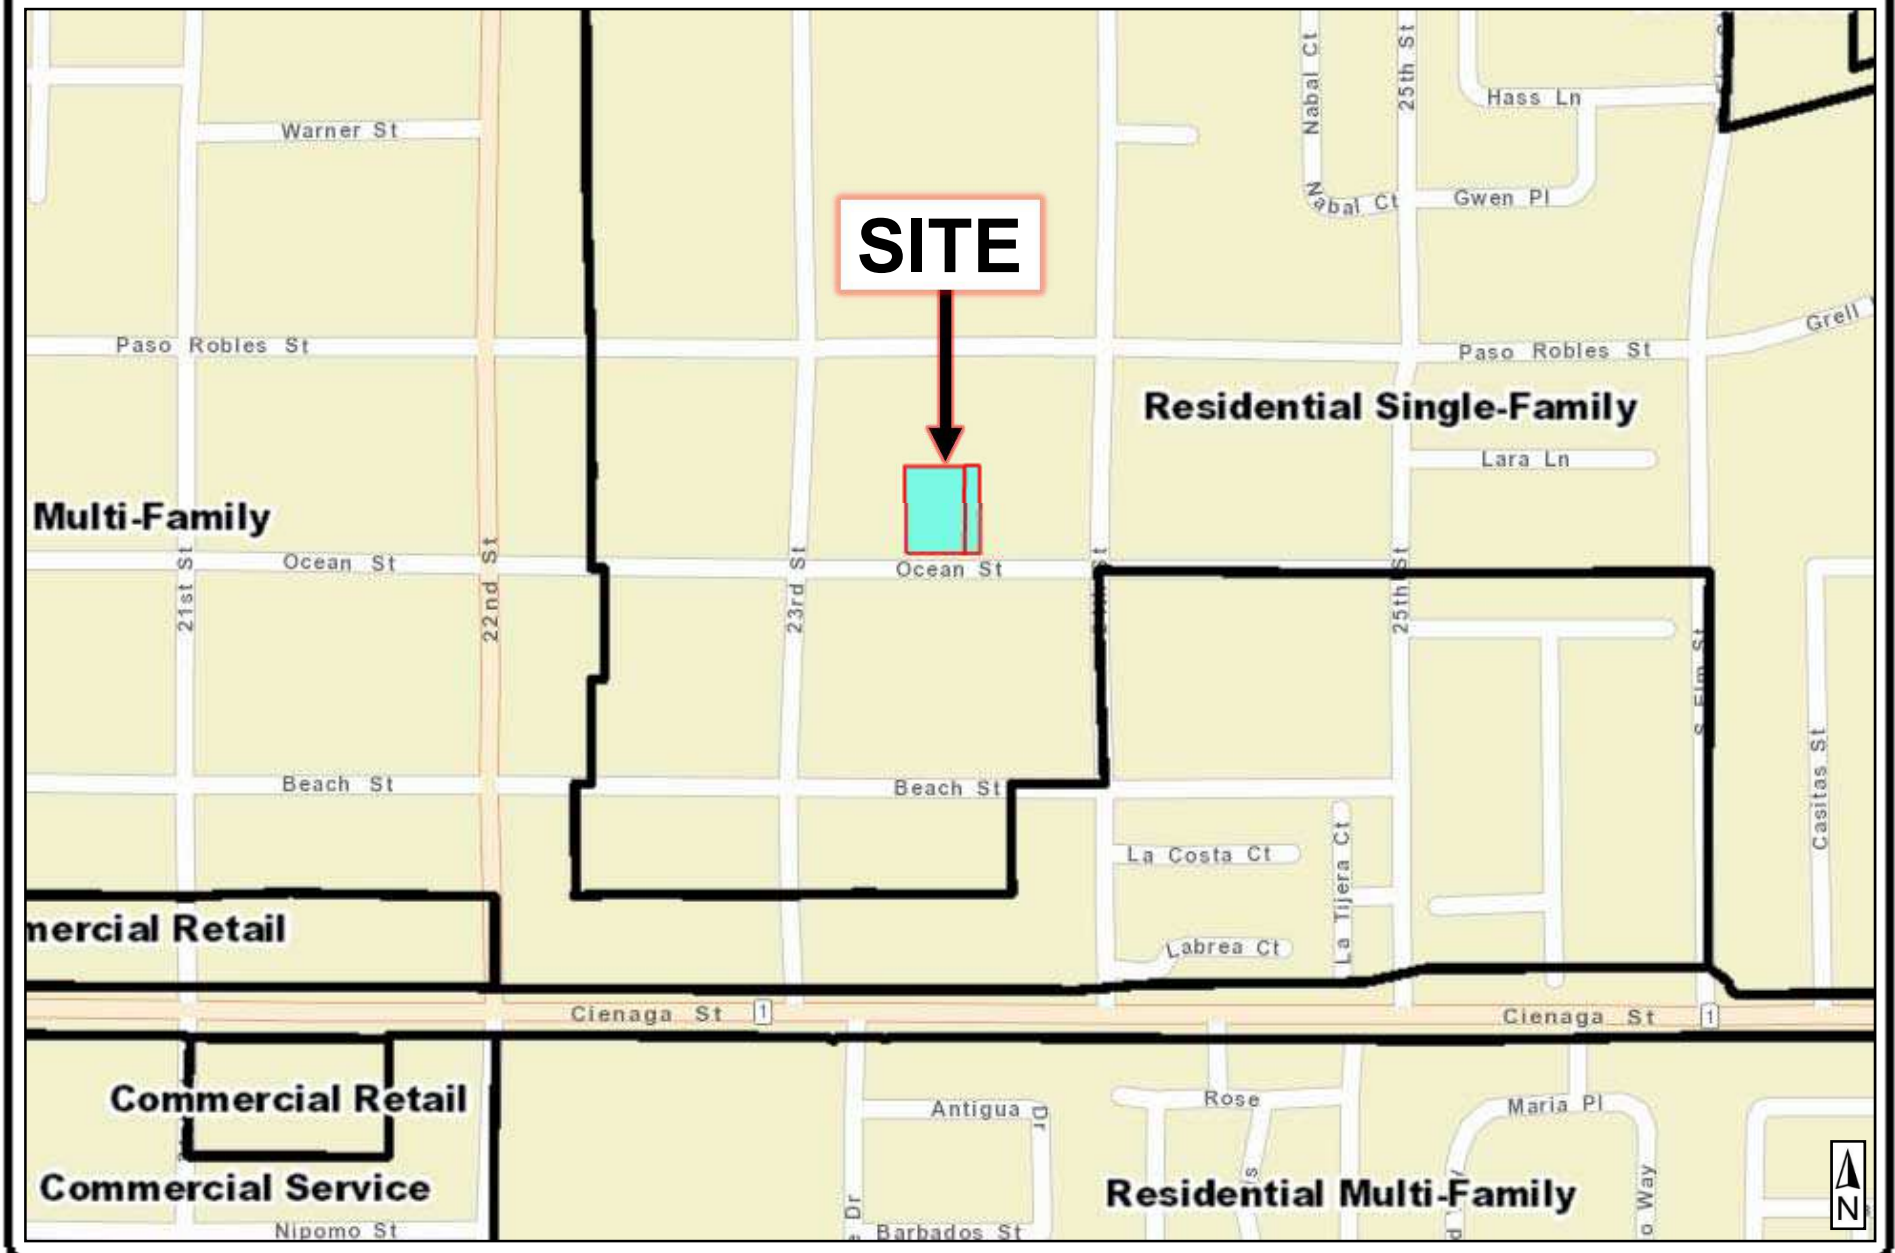 Nabal Ct
25th St
Hass Ln
Warner St
Nabal Ct
Gwen Pl
SITE
Grell
Paso Robles St
Paso Robles St
Residential Single-Family
Lara Ln
Multi-Family
Ocean St
Ocean St
21st St
22nd St
23rd St
25th St
S Elm St
Beach St
Beach St
Casitas St
La Costa Ct
La Tijera Ct
Labrea Ct
mercial Retail
Cienaga St
1
Cienaga St
1
Commercial Retail
Antigua Dr
Rose
Maria Pl
Commercial Service
Residential Multi-Family
Dr
o Way
Nipomo St
Barbados St
N